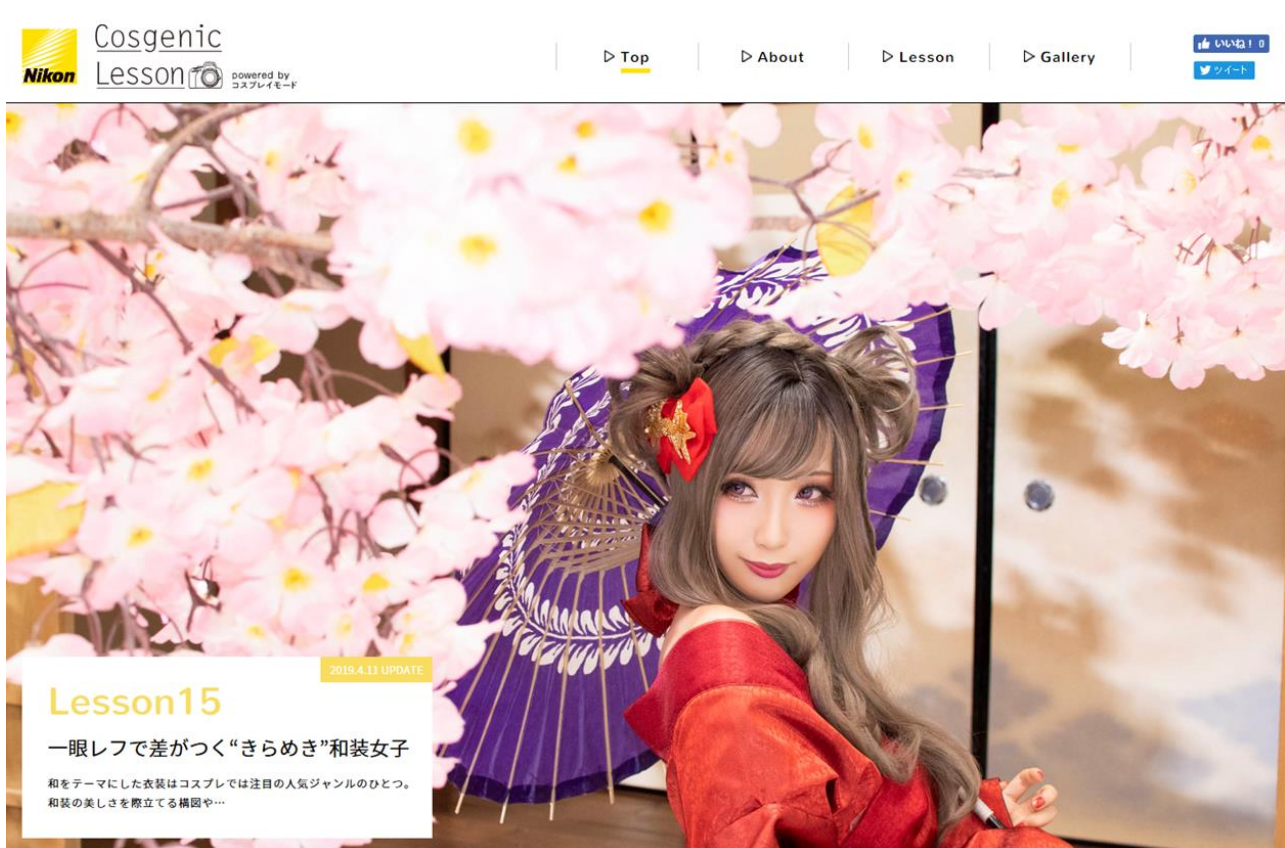 Nikon
Cosgenic
Lesson
powered by
コスプレイモード
Top
About
Lesson
Gallery
いいね！ 0
ツイート
2019.4.11 UPDATE
Lesson15
一眼レフで差がつく“きらめき”和装女子
和をテーマにした衣装はコスプレでは注目の人気ジャンルのひとつ。
和装の美しさを際立てる構図や…